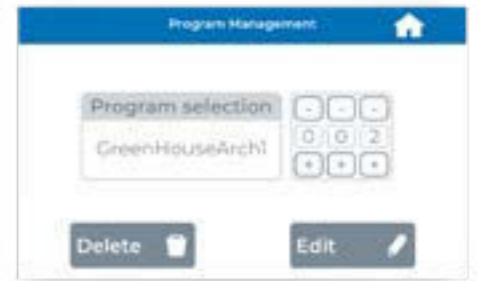 Program Management
Program selection
GreenHouseArch1
- - -
0 0 2
+ + +
Delete
Edit